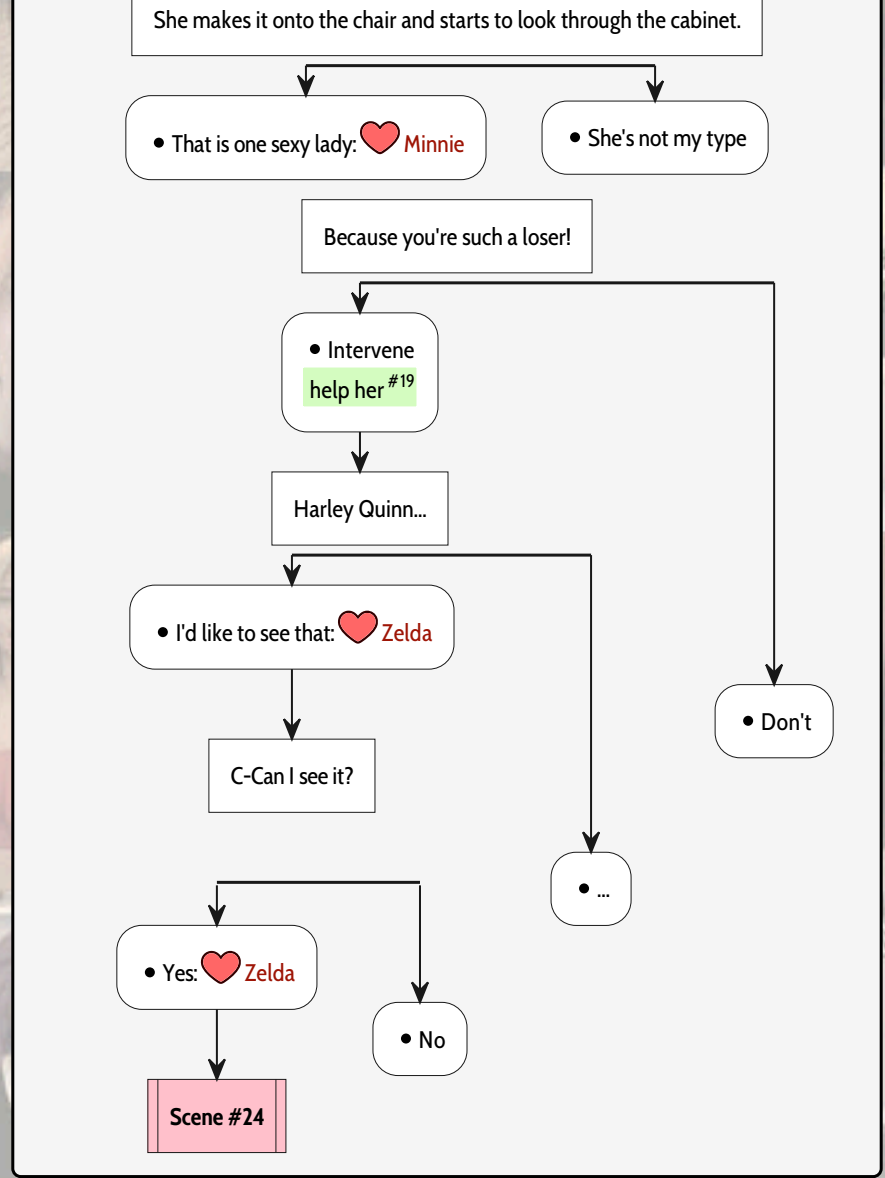 She makes it onto the chair and starts to look through the cabinet.
• That is one sexy lady: Minnie
• She's not my type
Because you're such a loser!
• Intervene
help her #19
Harley Quinn...
• I'd like to see that: Zelda
• Don't
C-Can I see it?
• ...
• Yes: Zelda
• No
Scene #24